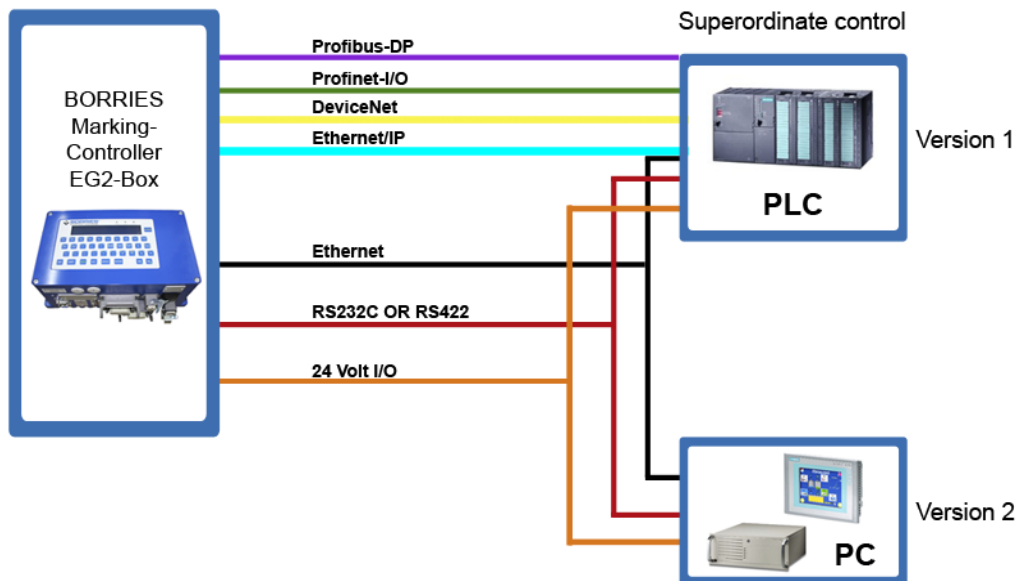 Superordinate control
BORRIES
Marking-
Controller
EG2-Box
Profibus-DP
Profinet-I/O
DeviceNet
Ethernet/IP
Ethernet
RS232C OR RS422
24 Volt I/O
PLC
Version 1
PC
Version 2